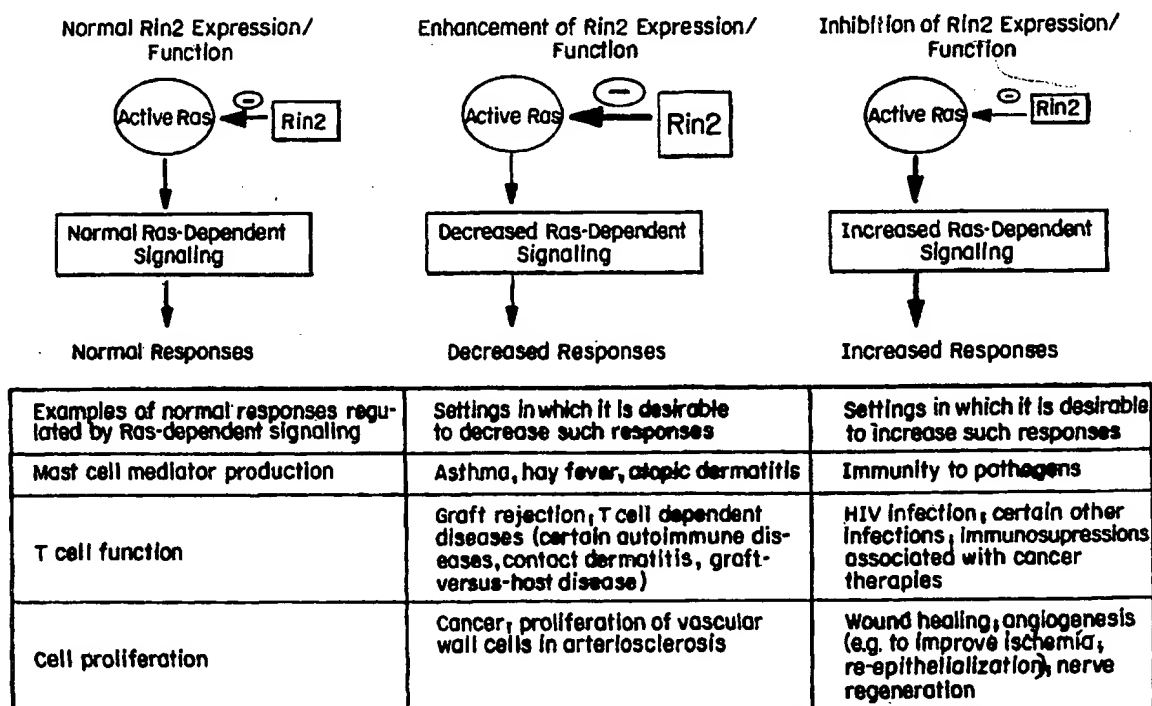 Normal Rin2 Expression/
Function
Enhancement of Rin2 Expression/
Function
Inhibition of Rin2 Expression/
Function
Active Ras
-
Rin2
Active Ras
-
Rin2
Active Ras
-
Rin2
Normal Ras-Dependent
Signaling
Decreased Ras-Dependent
Signaling
Increased Ras-Dependent
Signaling
Normal Responses
Decreased Responses
Increased Responses
Examples of normal responses regu-
lated by Ras-dependent signaling
Settings in which it is desirable
to decrease such responses
Settings in which it is desirable
to increase such responses
Mast cell mediator production
Asthma, hay fever, atopic dermatitis
Immunity to pathogens
T cell function
Graft rejection; T cell dependent
diseases (certain autoimmune dis-
eases, contact dermatitis, graft-
versus-host disease)
HIV infection; certain other
infections; immunosupressions
associated with cancer
therapies
Cell proliferation
Cancer; proliferation of vascular
wall cells in arteriosclerosis
Wound healing; angiogenesis
(e.g. to improve ischemia;
re-epithelialization); nerve
regeneration